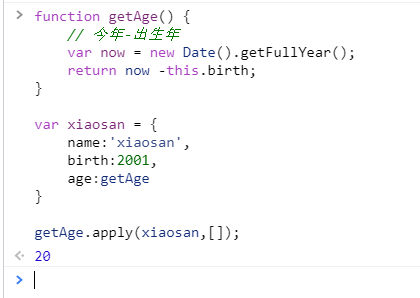 > function getAge() {
// 今年-出生年
var now = new Date().getFullYear();
return now -this.birth;
}
var xiaosan = {
name:'xiaosan',
birth:2001,
age:getAge
}
getAge.apply(xiaosan,[]);
20
>